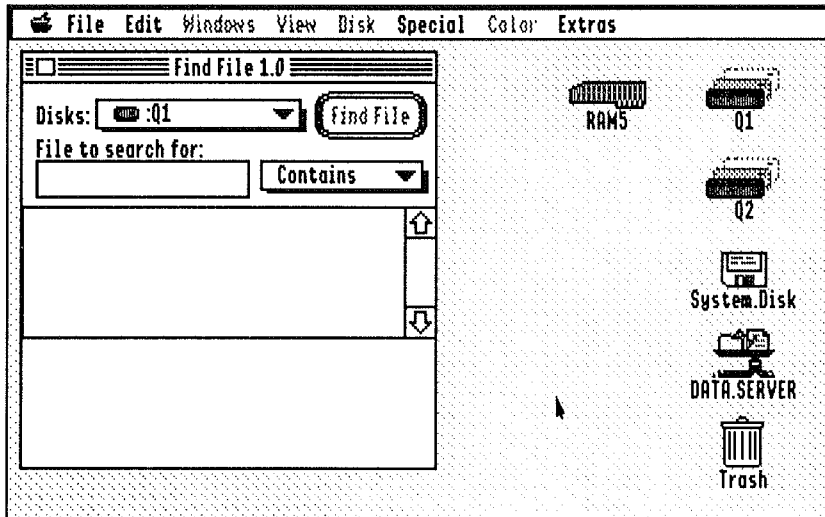 File Edit Windows View Disk Special Color Extras
Find File 1.0
Disks: :Q1 Find File
File to search for:
Contains
RAM5
Q1
Q2
System.Disk
DATA.SERVER
Trash